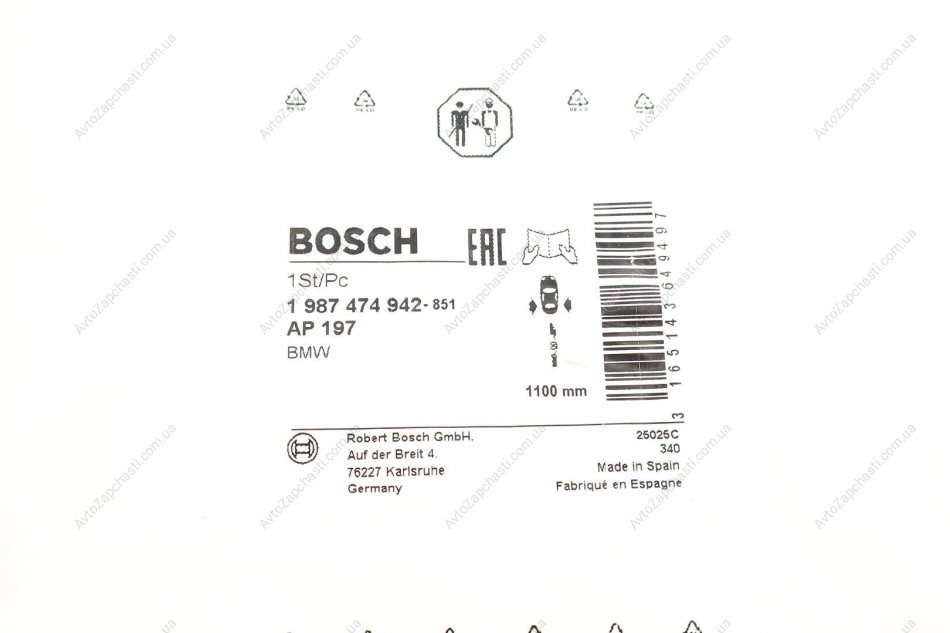 BOSCH
EAC
1St/Pc
1 987 474 942-851
AP 197
BMW
1100 mm
3 165143 649497
Robert Bosch GmbH.
Auf der Breit 4.
76227 Karlsruhe
Germany
25025C
340
Made in Spain
Fabriqué en Espagne
AvtoZapchasti.com.ua